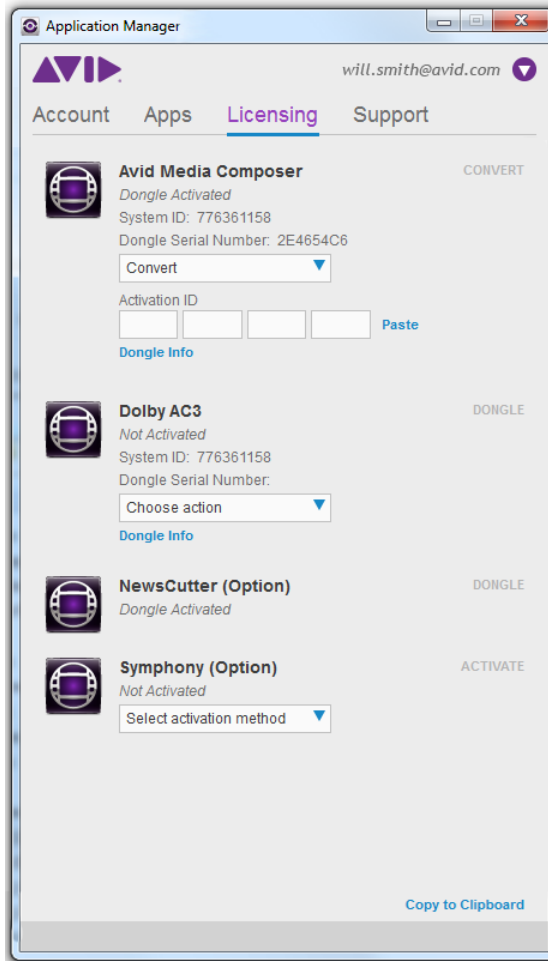 Application Manager
AVID
will.smith@avid.com
Account Apps Licensing Support
Avid Media Composer CONVERT
Dongle Activated
System ID: 776361158
Dongle Serial Number: 2E4654C6
Convert
Activation ID
Paste
Dongle Info
Dolby AC3 DONGLE
Not Activated
System ID: 776361158
Dongle Serial Number:
Choose action
Dongle Info
NewsCutter (Option) DONGLE
Dongle Activated
Symphony (Option) ACTIVATE
Not Activated
Select activation method
Copy to Clipboard